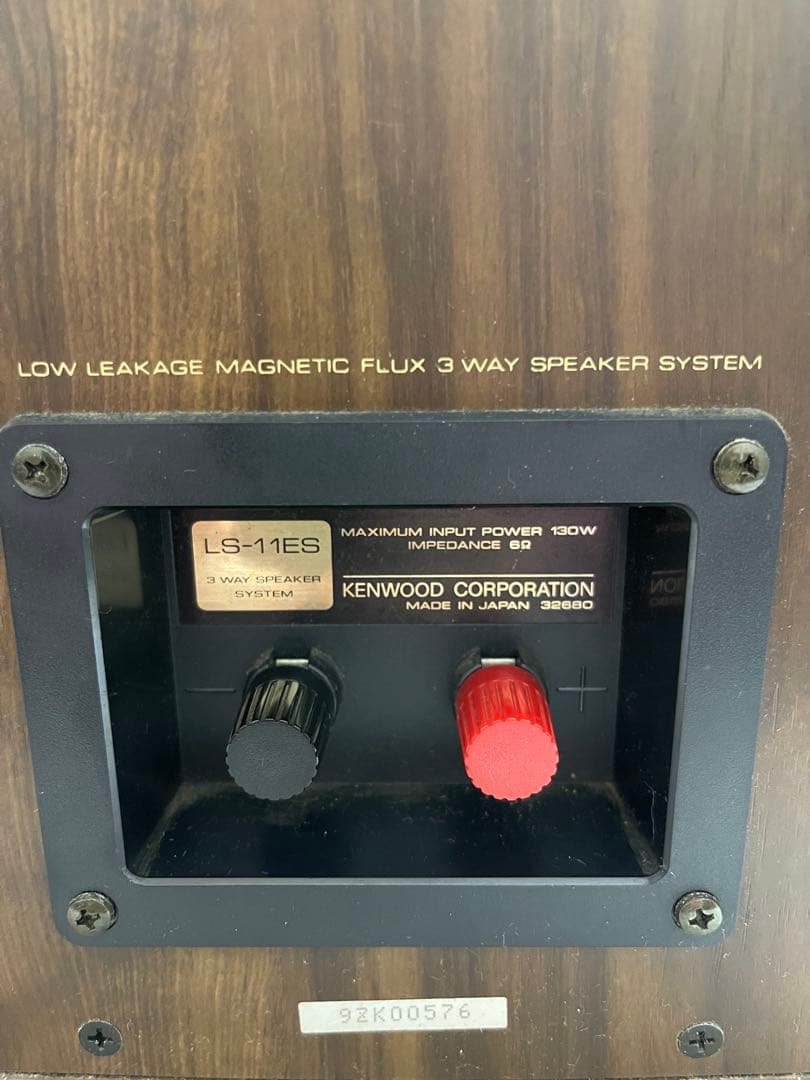 LOW LEAKAGE MAGNETIC FLUX 3 WAY SPEAKER SYSTEM
LS-11ES
3 WAY SPEAKER
SYSTEM
MAXIMUM INPUT POWER 130W
IMPEDANCE 6Ω
KENWOOD CORPORATION
MADE IN JAPAN 32680
− +
9ZK00576